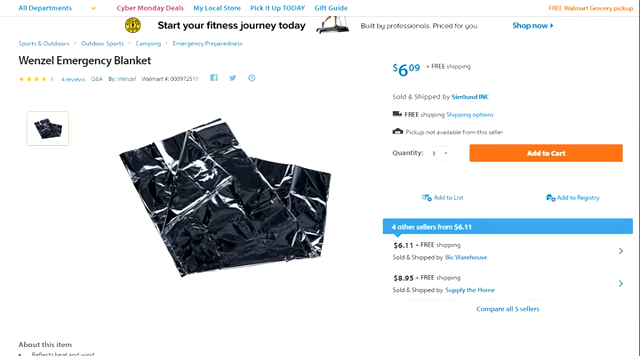 All Departments
Cyber Monday Deals
My Local Store
Pick It Up TODAY
Gift Guide
FREE Walmart Grocery pickup
Start your fitness journey today
Built by professionals. Priced for you.
Shop now ›
Sports & Outdoors › Outdoor Sports › Camping › Emergency Preparedness
Wenzel Emergency Blanket
4 reviews
Q&A
By: Wenzel
Walmart #: 000972511
$6.09 + FREE shipping
Sold & Shipped by Sirr0und INC
FREE shipping Shipping options
Pickup not available from this seller
Quantity: 1
Add to Cart
Add to List
Add to Registry
4 other sellers from $6.11
$6.11 + FREE shipping
Sold & Shipped by Bic Warehouse
$8.95 + FREE shipping
Sold & Shipped by Supply the Home
Compare all 5 sellers
About this item
• Reflects heat and wind